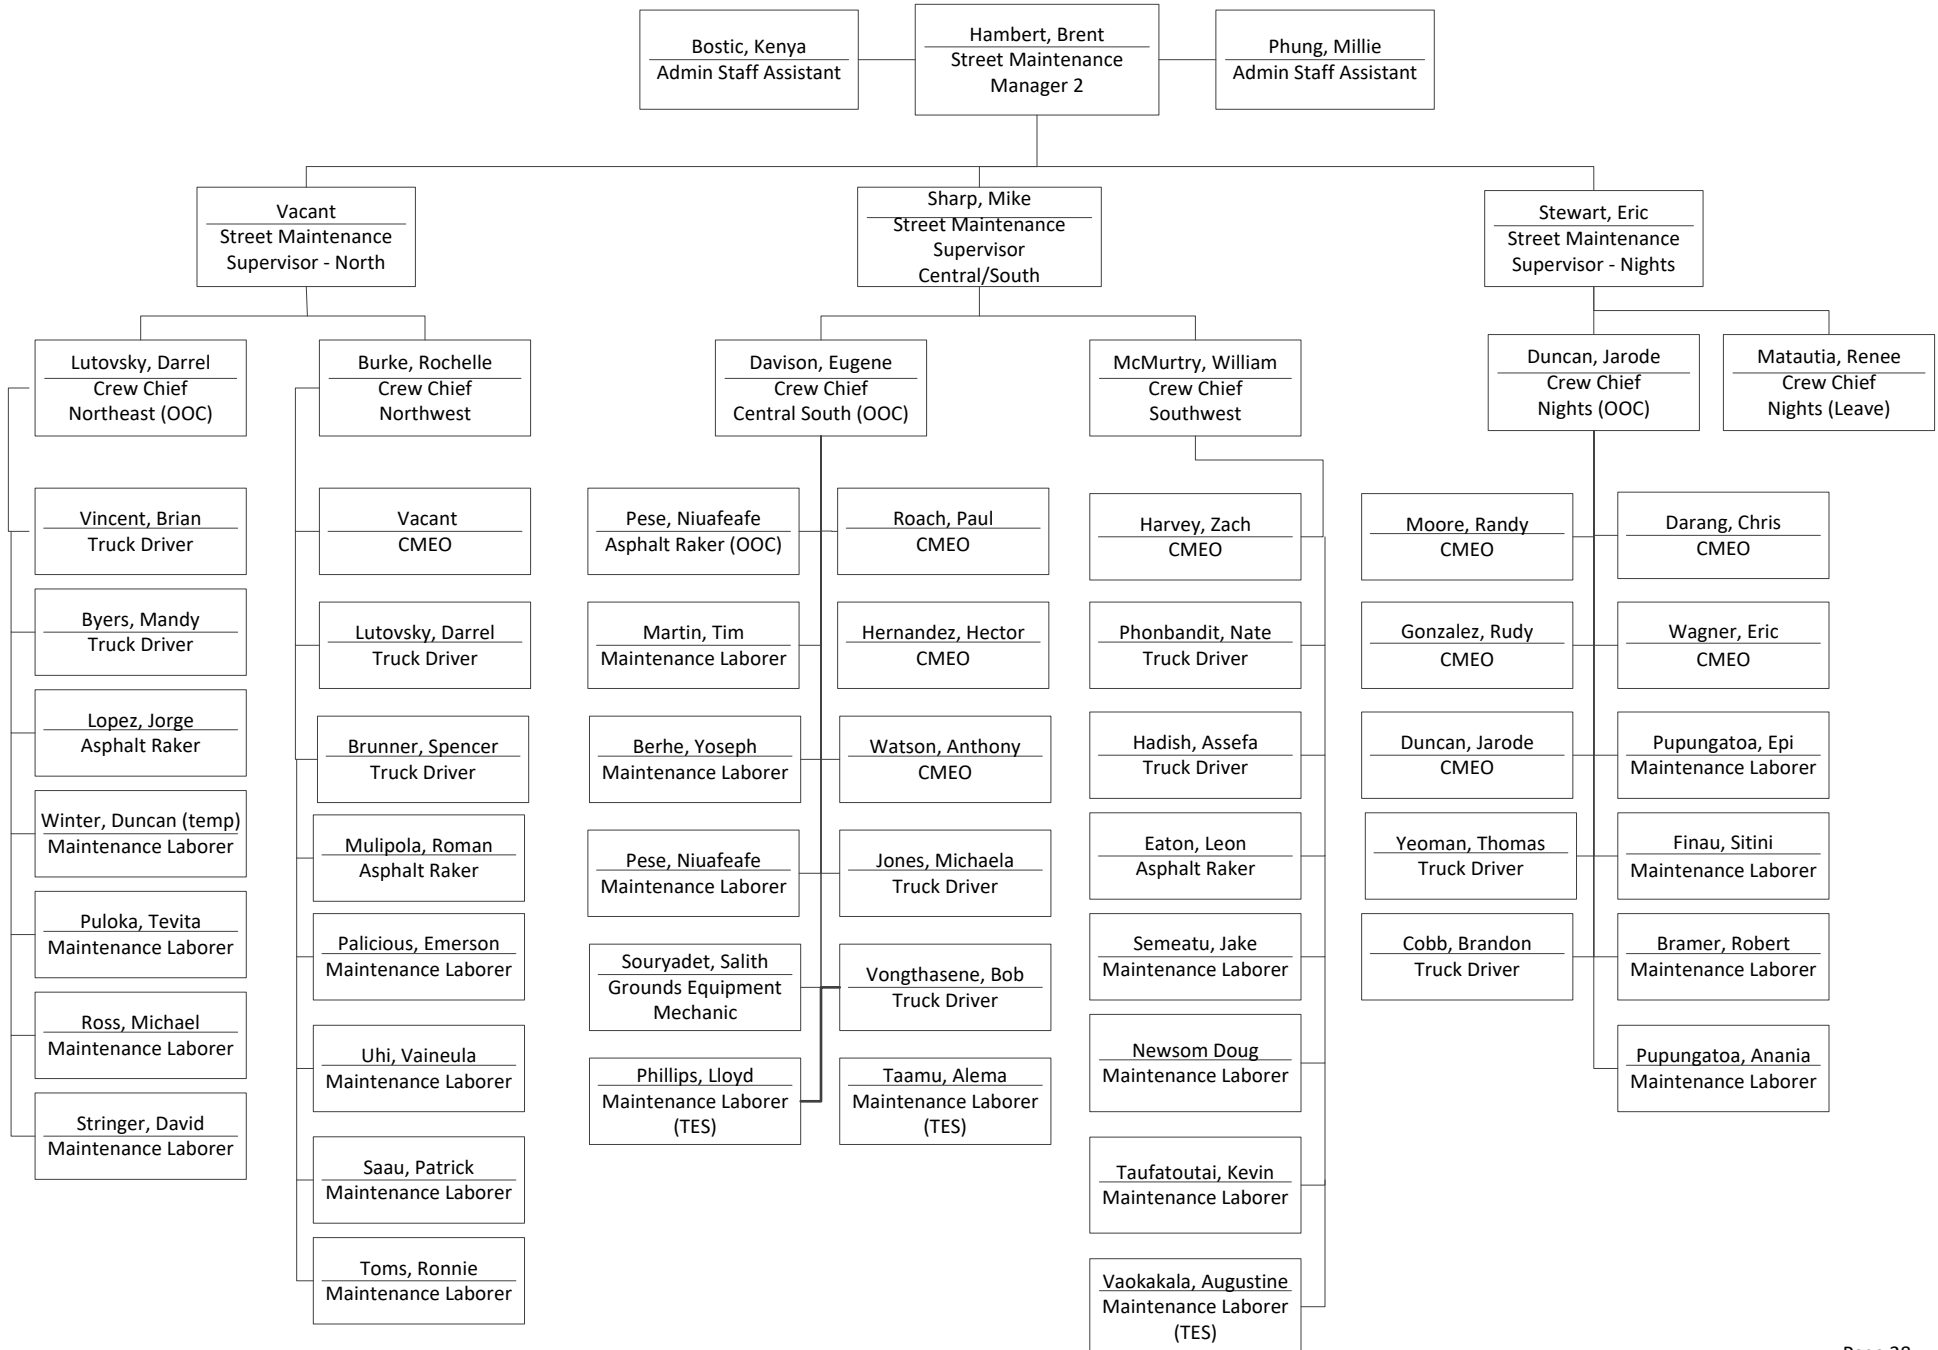 Bostic, Kenya
Admin Staff Assistant
Hambert, Brent
Street Maintenance
Manager 2
Phung, Millie
Admin Staff Assistant
Vacant
Street Maintenance
Supervisor - North
Sharp, Mike
Street Maintenance
Supervisor
Central/South
Stewart, Eric
Street Maintenance
Supervisor - Nights
Lutovsky, Darrel
Crew Chief
Northeast (OOC)
Burke, Rochelle
Crew Chief
Northwest
Davison, Eugene
Crew Chief
Central South (OOC)
McMurtry, William
Crew Chief
Southwest
Duncan, Jarode
Crew Chief
Nights (OOC)
Matautia, Renee
Crew Chief
Nights (Leave)
Vincent, Brian
Truck Driver
Byers, Mandy
Truck Driver
Lopez, Jorge
Asphalt Raker
Winter, Duncan (temp)
Maintenance Laborer
Puloka, Tevita
Maintenance Laborer
Ross, Michael
Maintenance Laborer
Stringer, David
Maintenance Laborer
Vacant
CMEO
Lutovsky, Darrel
Truck Driver
Brunner, Spencer
Truck Driver
Mulipola, Roman
Asphalt Raker
Palicious, Emerson
Maintenance Laborer
Uhi, Vaineula
Maintenance Laborer
Saau, Patrick
Maintenance Laborer
Toms, Ronnie
Maintenance Laborer
Pese, Niuafeafe
Asphalt Raker (OOC)
Martin, Tim
Maintenance Laborer
Berhe, Yoseph
Maintenance Laborer
Pese, Niuafeafe
Maintenance Laborer
Souryadet, Salith
Grounds Equipment
Mechanic
Phillips, Lloyd
Maintenance Laborer
(TES)
Roach, Paul
CMEO
Hernandez, Hector
CMEO
Watson, Anthony
CMEO
Jones, Michaela
Truck Driver
Vongthasene, Bob
Truck Driver
Taamu, Alema
Maintenance Laborer
(TES)
Harvey, Zach
CMEO
Phonbandit, Nate
Truck Driver
Hadish, Assefa
Truck Driver
Eaton, Leon
Asphalt Raker
Semeatu, Jake
Maintenance Laborer
Newsom Doug
Maintenance Laborer
Taufatoutai, Kevin
Maintenance Laborer
Vaokakala, Augustine
Maintenance Laborer
(TES)
Moore, Randy
CMEO
Gonzalez, Rudy
CMEO
Duncan, Jarode
CMEO
Yeoman, Thomas
Truck Driver
Cobb, Brandon
Truck Driver
Darang, Chris
CMEO
Wagner, Eric
CMEO
Pupungatoa, Epi
Maintenance Laborer
Finau, Sitini
Maintenance Laborer
Bramer, Robert
Maintenance Laborer
Pupungatoa, Anania
Maintenance Laborer